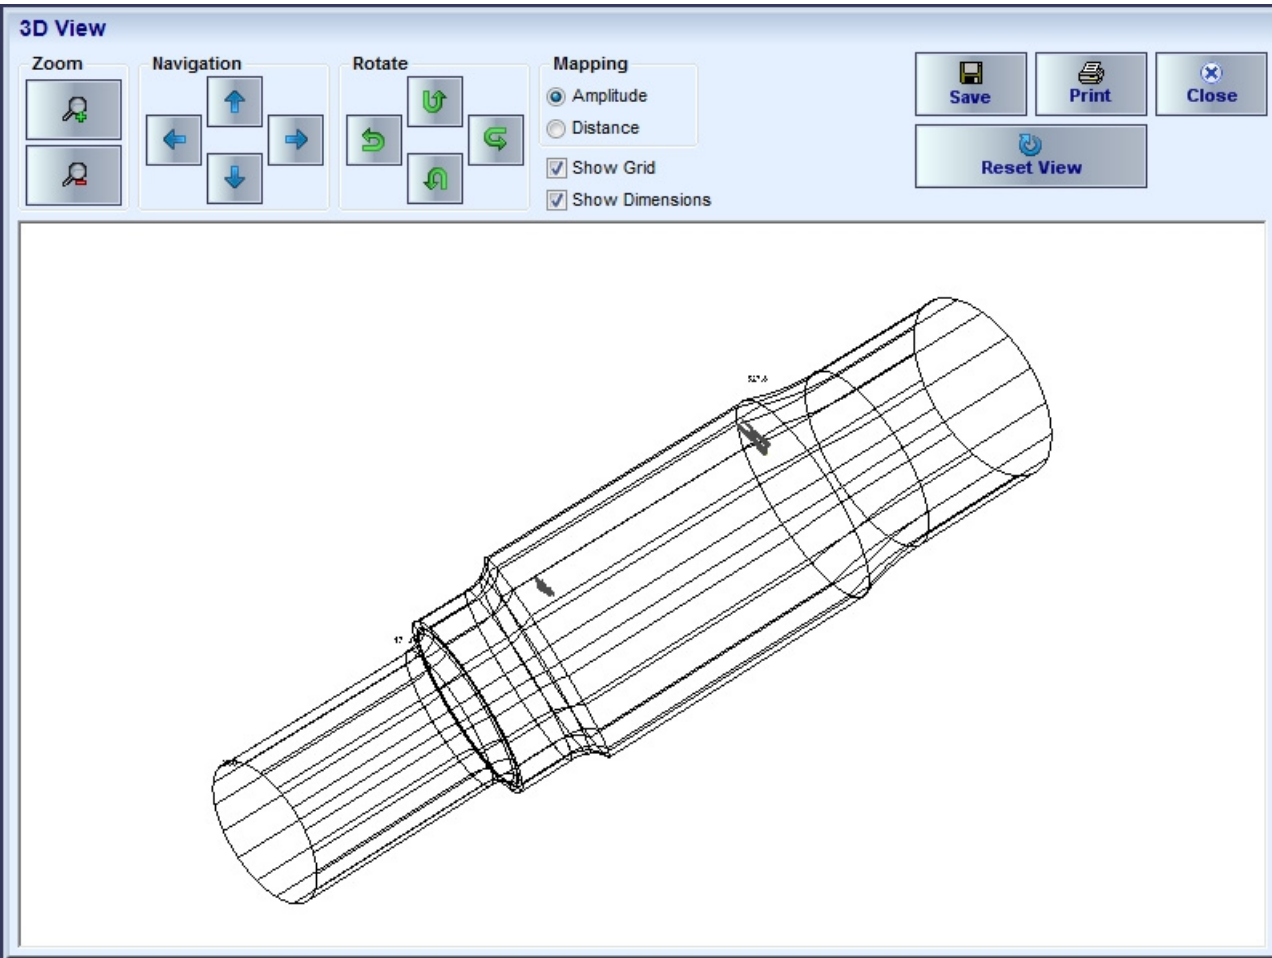 3D View
Zoom
Navigation
Rotate
Mapping
Amplitude
Distance
Show Grid
Show Dimensions
Save
Print
Close
Reset View